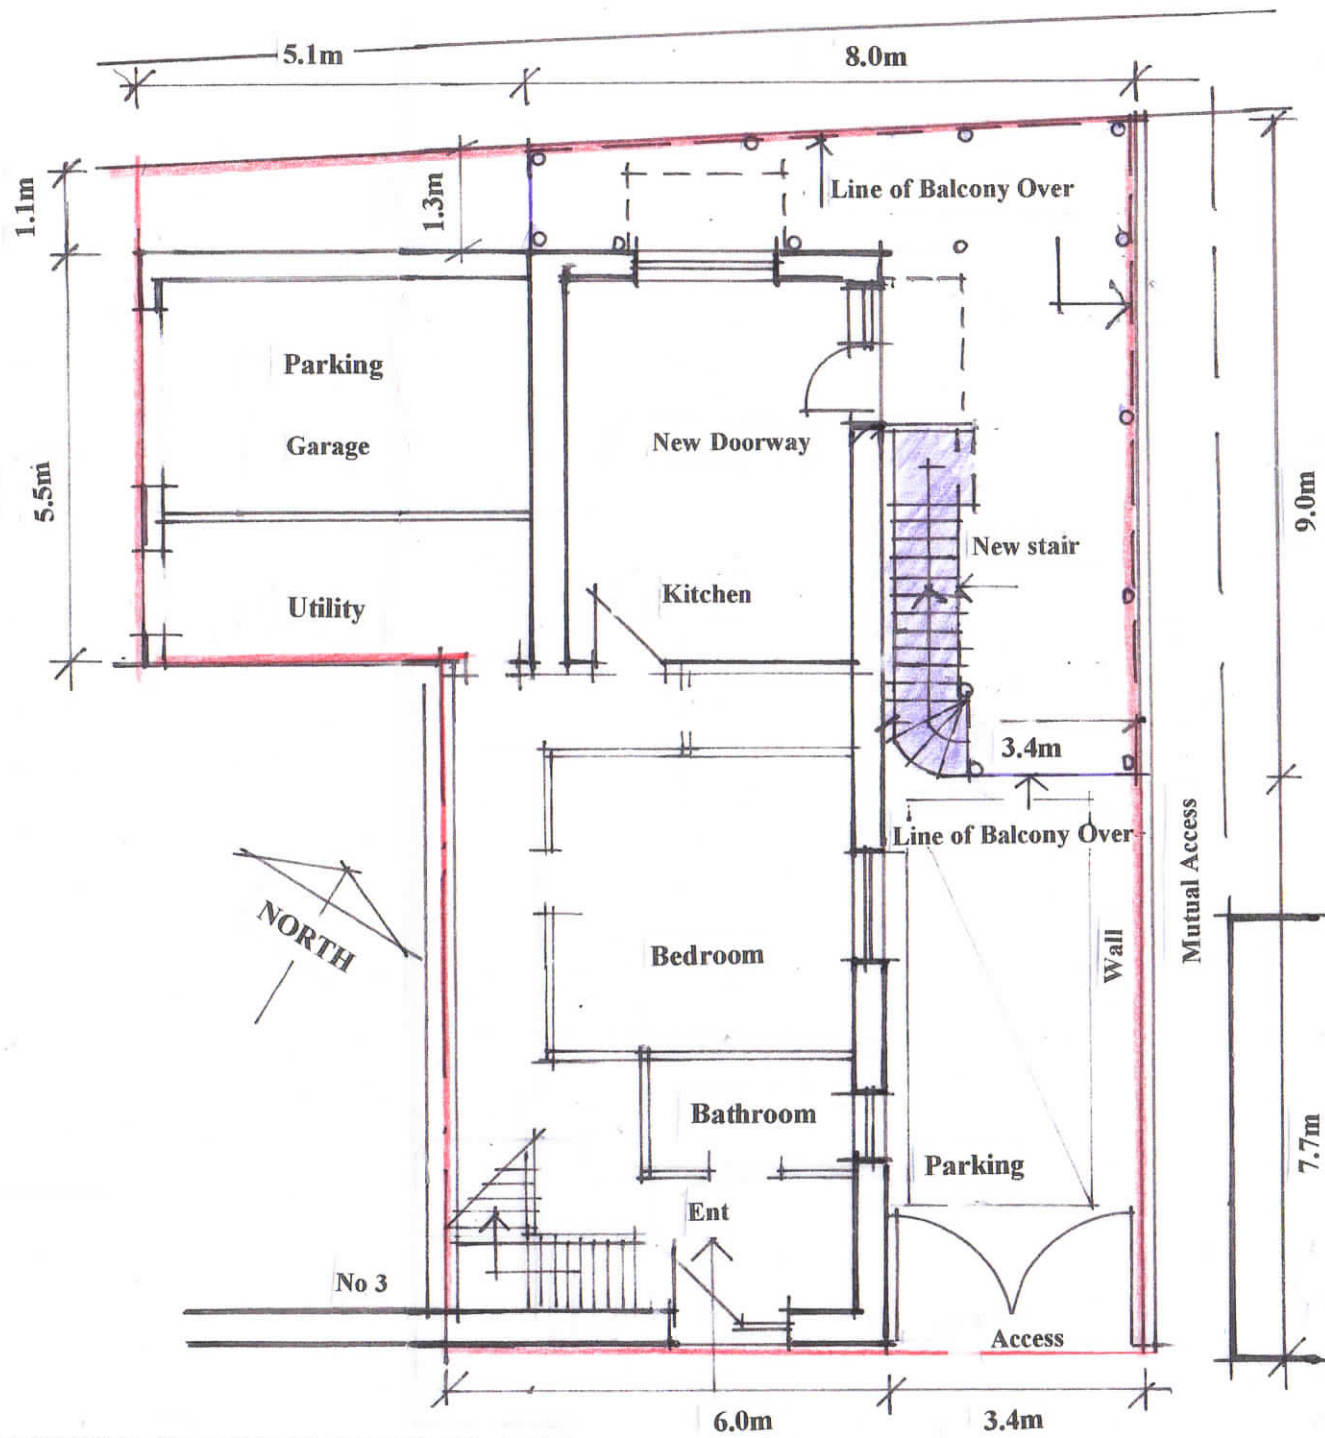 5.1m
8.0m
1.1m
1.3m
Line of Balcony Over
Parking
Garage
New Doorway
5.5m
9.0m
New stair
Utility
Kitchen
3.4m
Line of Balcony Over
Mutual Access
NORTH
Bedroom
Wall
Bathroom
7.7m
Parking
Ent
No 3
Access
6.0m
3.4m